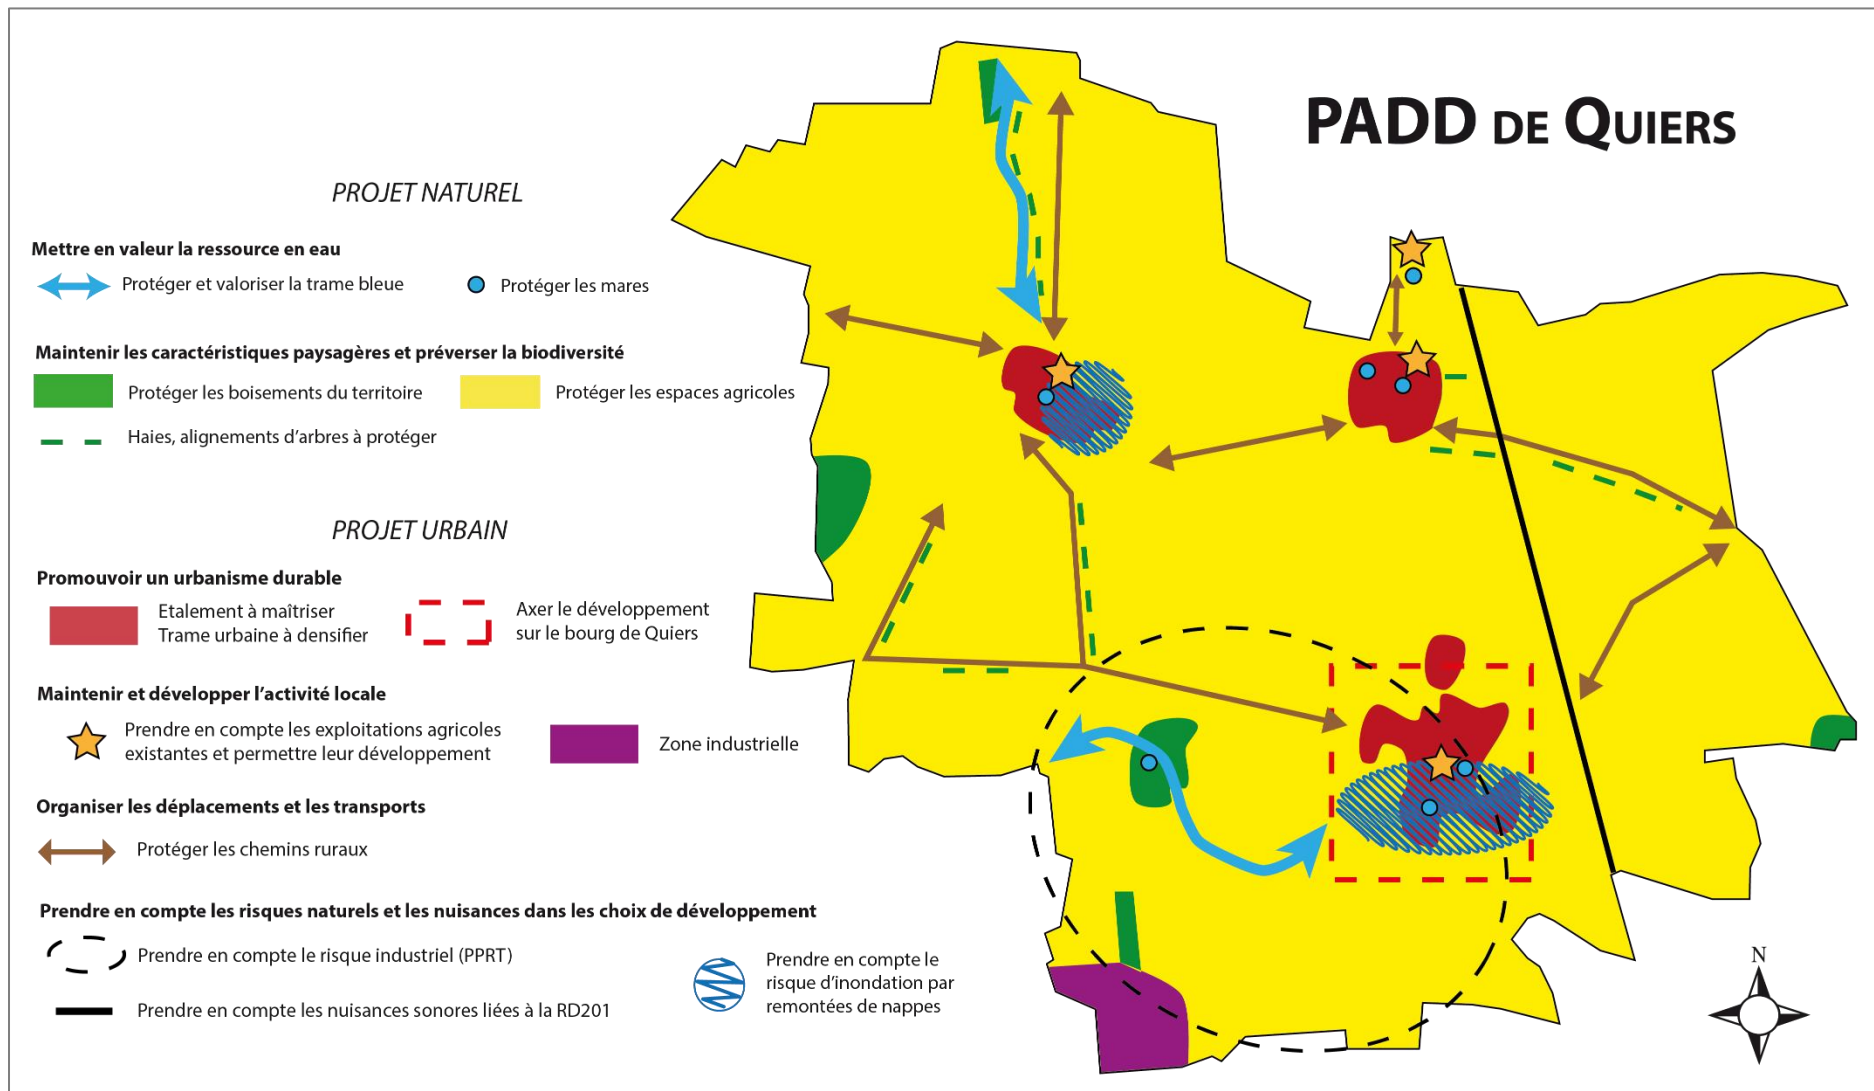 PADD DE QUIERS
PROJET NATUREL
Mettre en valeur la ressource en eau
Protéger et valoriser la trame bleue
Protéger les mares
Maintenir les caractéristiques paysagères et préverser la biodiversité
Protéger les boisements du territoire
Protéger les espaces agricoles
Haies, alignements d'arbres à protéger
PROJET URBAIN
Promouvoir un urbanisme durable
Etalement à maîtriser
Trame urbaine à densifier
Axer le développement
sur le bourg de Quiers
Maintenir et développer l'activité locale
Prendre en compte les exploitations agricoles
existantes et permettre leur développement
Zone industrielle
Organiser les déplacements et les transports
Protéger les chemins ruraux
Prendre en compte les risques naturels et les nuisances dans les choix de développement
Prendre en compte le risque industriel (PPRT)
Prendre en compte le
risque d'inondation par
remontées de nappes
Prendre en compte les nuisances sonores liées à la RD201
N